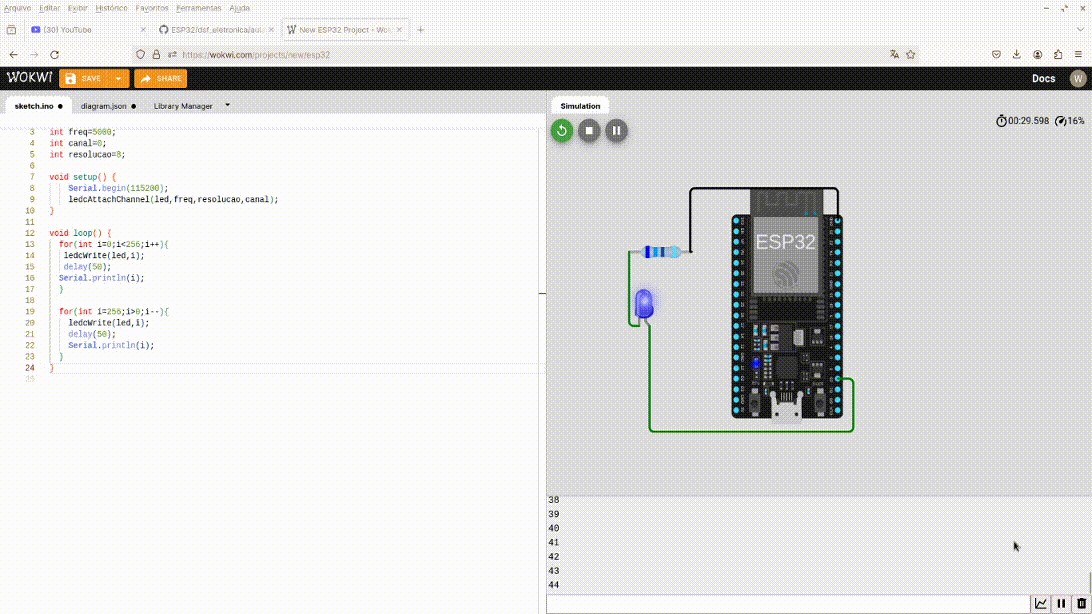 Arquivo Editar Exibir Histórico Favoritos Ferramentas Ajuda
(30) YouTube
ESP32/dsf_eletronica/aula
New ESP32 Project - Wo
https://wokwi.com/projects/new/esp32
WOKWI SAVE SHARE Docs W
sketch.ino diagram.json Library Manager
Simulation
00:29.598 16%
3 int freq=5000;
4 int canal=0;
5 int resolucao=8;
6
7 void setup() {
8 Serial.begin(115200);
9 ledcAttachChannel(led,freq,resolucao,canal);
10 }
11
12 void loop() {
13 for(int i=0;i<256;i++){
14 ledcWrite(led,i);
15 delay(50);
16 Serial.println(i);
17 }
18
19 for(int i=256;i>0;i--){
20 ledcWrite(led,i);
21 delay(50);
22 Serial.println(i);
23 }
24 }
25
ESP32
38
39
40
41
42
43
44